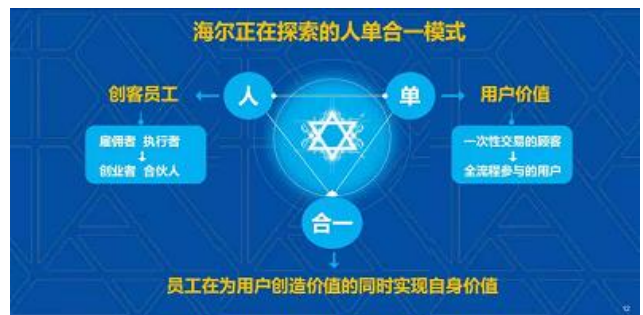 海尔正在探索的人单合一模式
创客员工
人
单
用户价值
雇佣者 执行者
创业者 合伙人
一次性交易的顾客
全流程参与的用户
合一
员工在为用户创造价值的同时实现自身价值
12